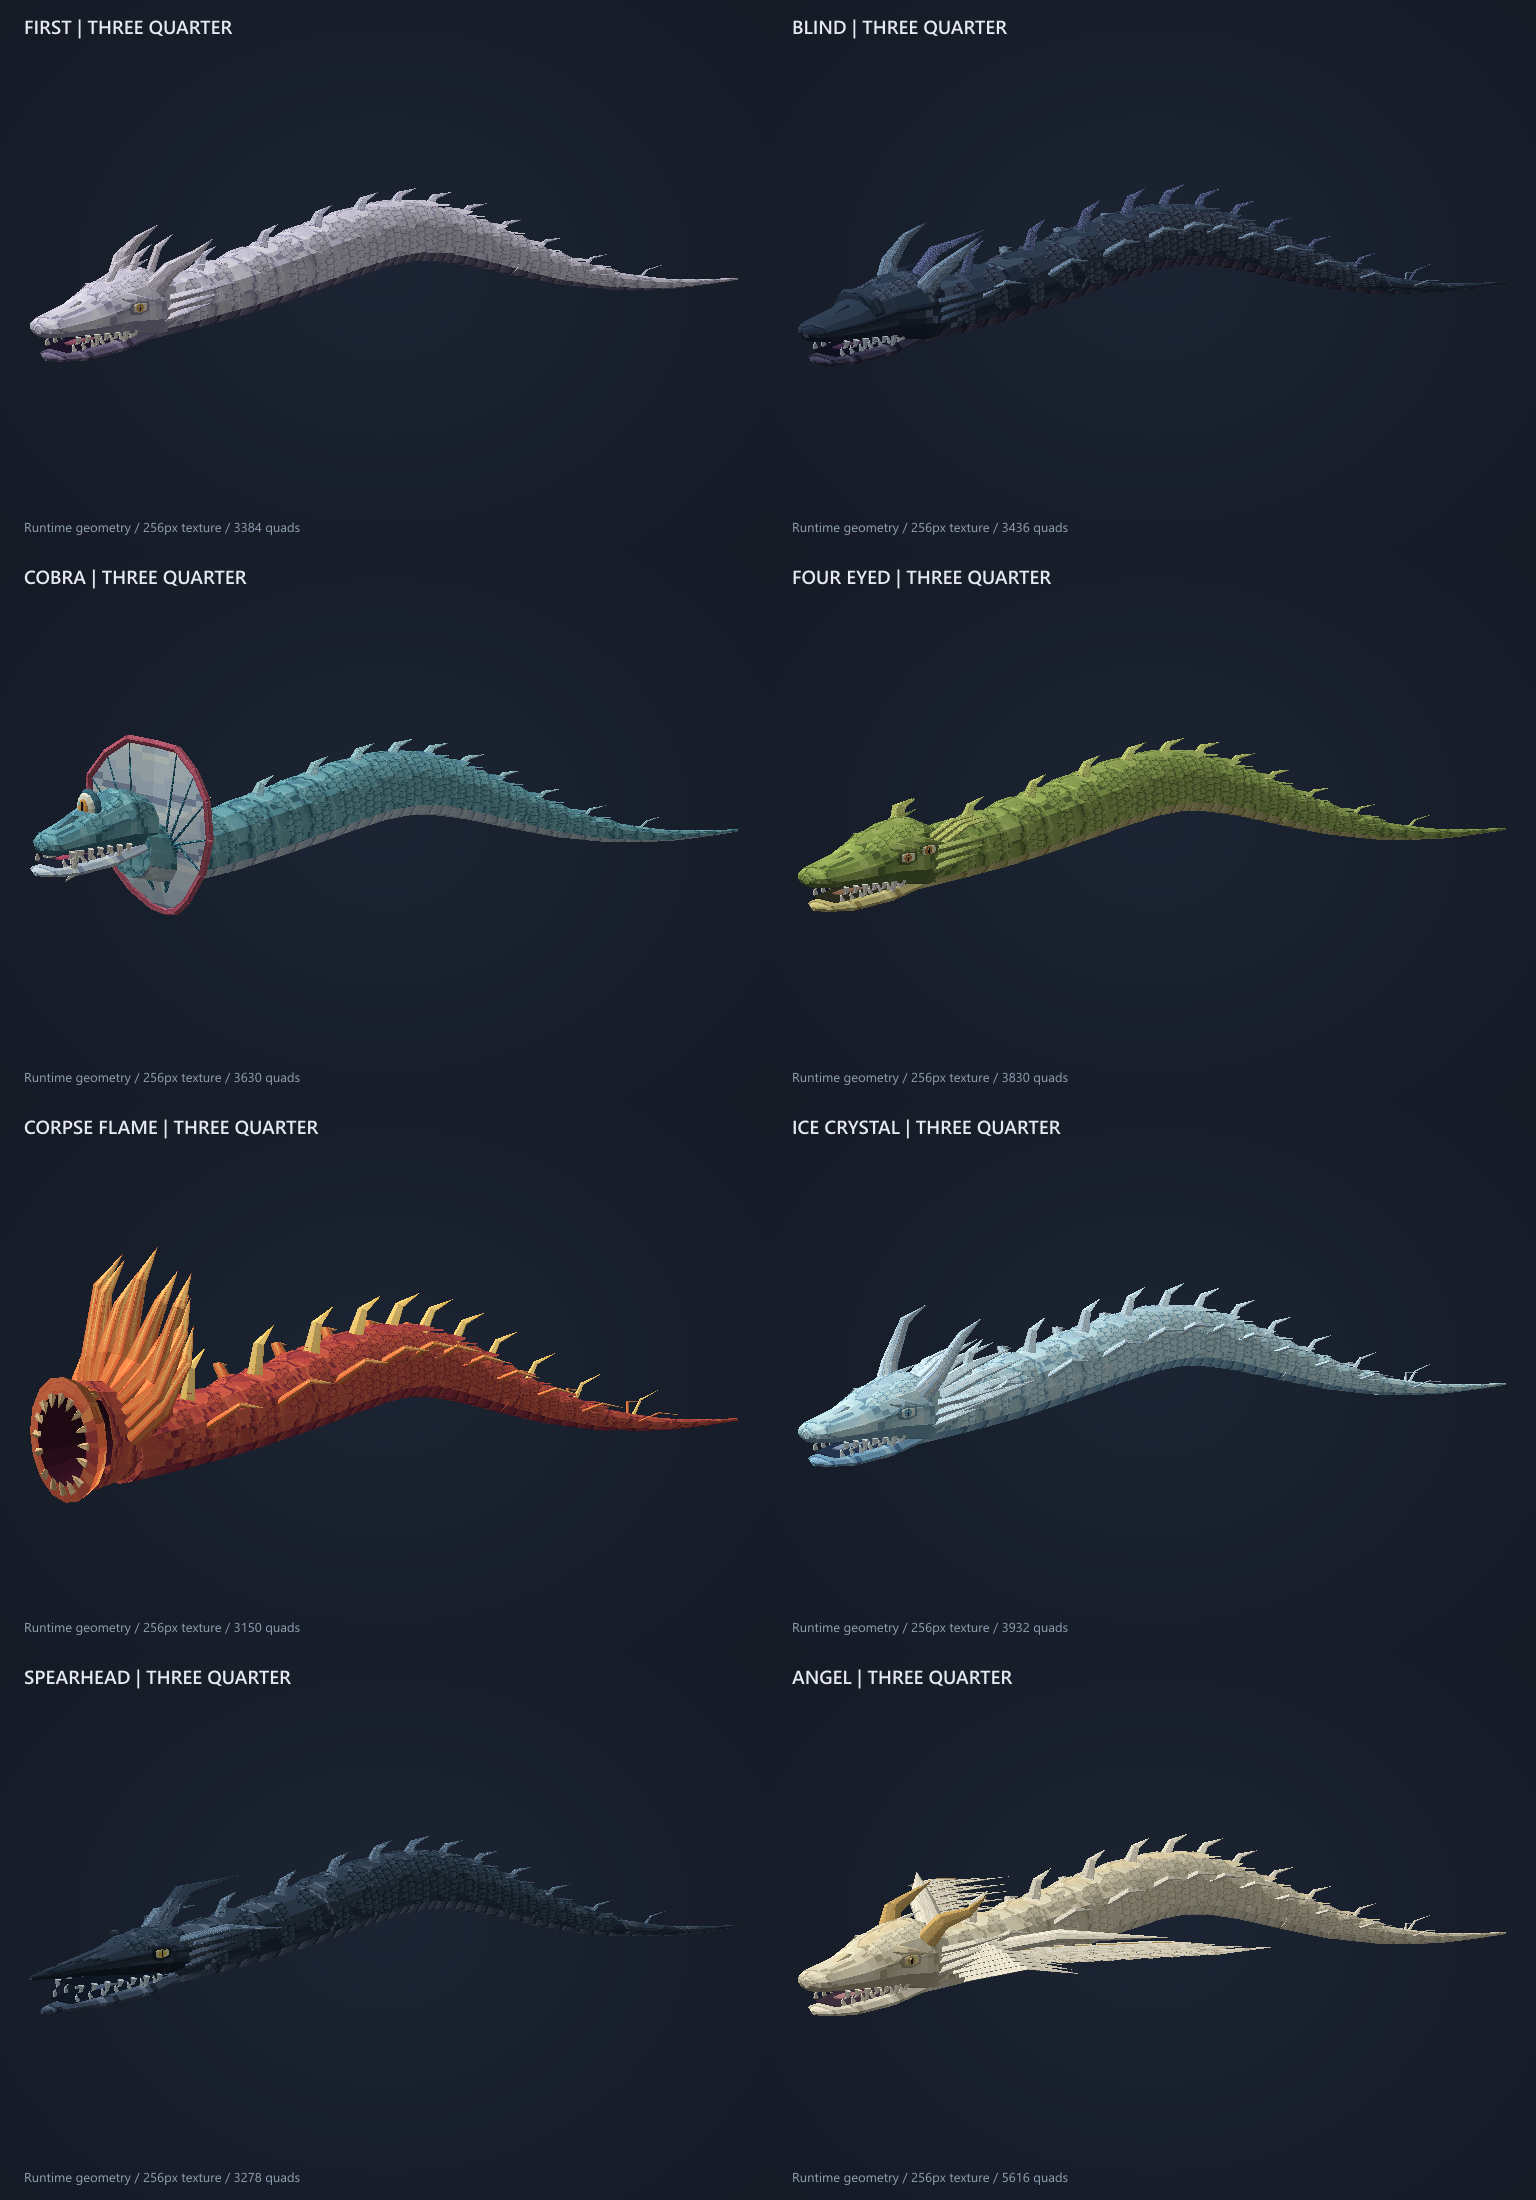 FIRST | THREE QUARTER
BLIND | THREE QUARTER
Runtime geometry / 256px texture / 3384 quads
Runtime geometry / 256px texture / 3436 quads
COBRA | THREE QUARTER
FOUR EYED | THREE QUARTER
Runtime geometry / 256px texture / 3630 quads
Runtime geometry / 256px texture / 3830 quads
CORPSE FLAME | THREE QUARTER
ICE CRYSTAL | THREE QUARTER
Runtime geometry / 256px texture / 3150 quads
Runtime geometry / 256px texture / 3932 quads
SPEARHEAD | THREE QUARTER
ANGEL | THREE QUARTER
Runtime geometry / 256px texture / 3278 quads
Runtime geometry / 256px texture / 5616 quads